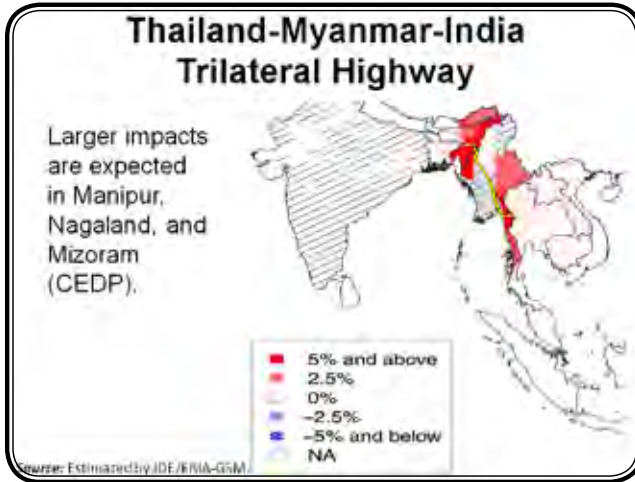 Thailand-Myanmar-India
Trilateral Highway
Larger impacts
are expected
in Manipur,
Nagaland, and
Mizoram
(CEDP).
5% and above
2.5%
0%
−2.5%
−5% and below
NA
Source: Estimated by IDE/ERIA-GSM.